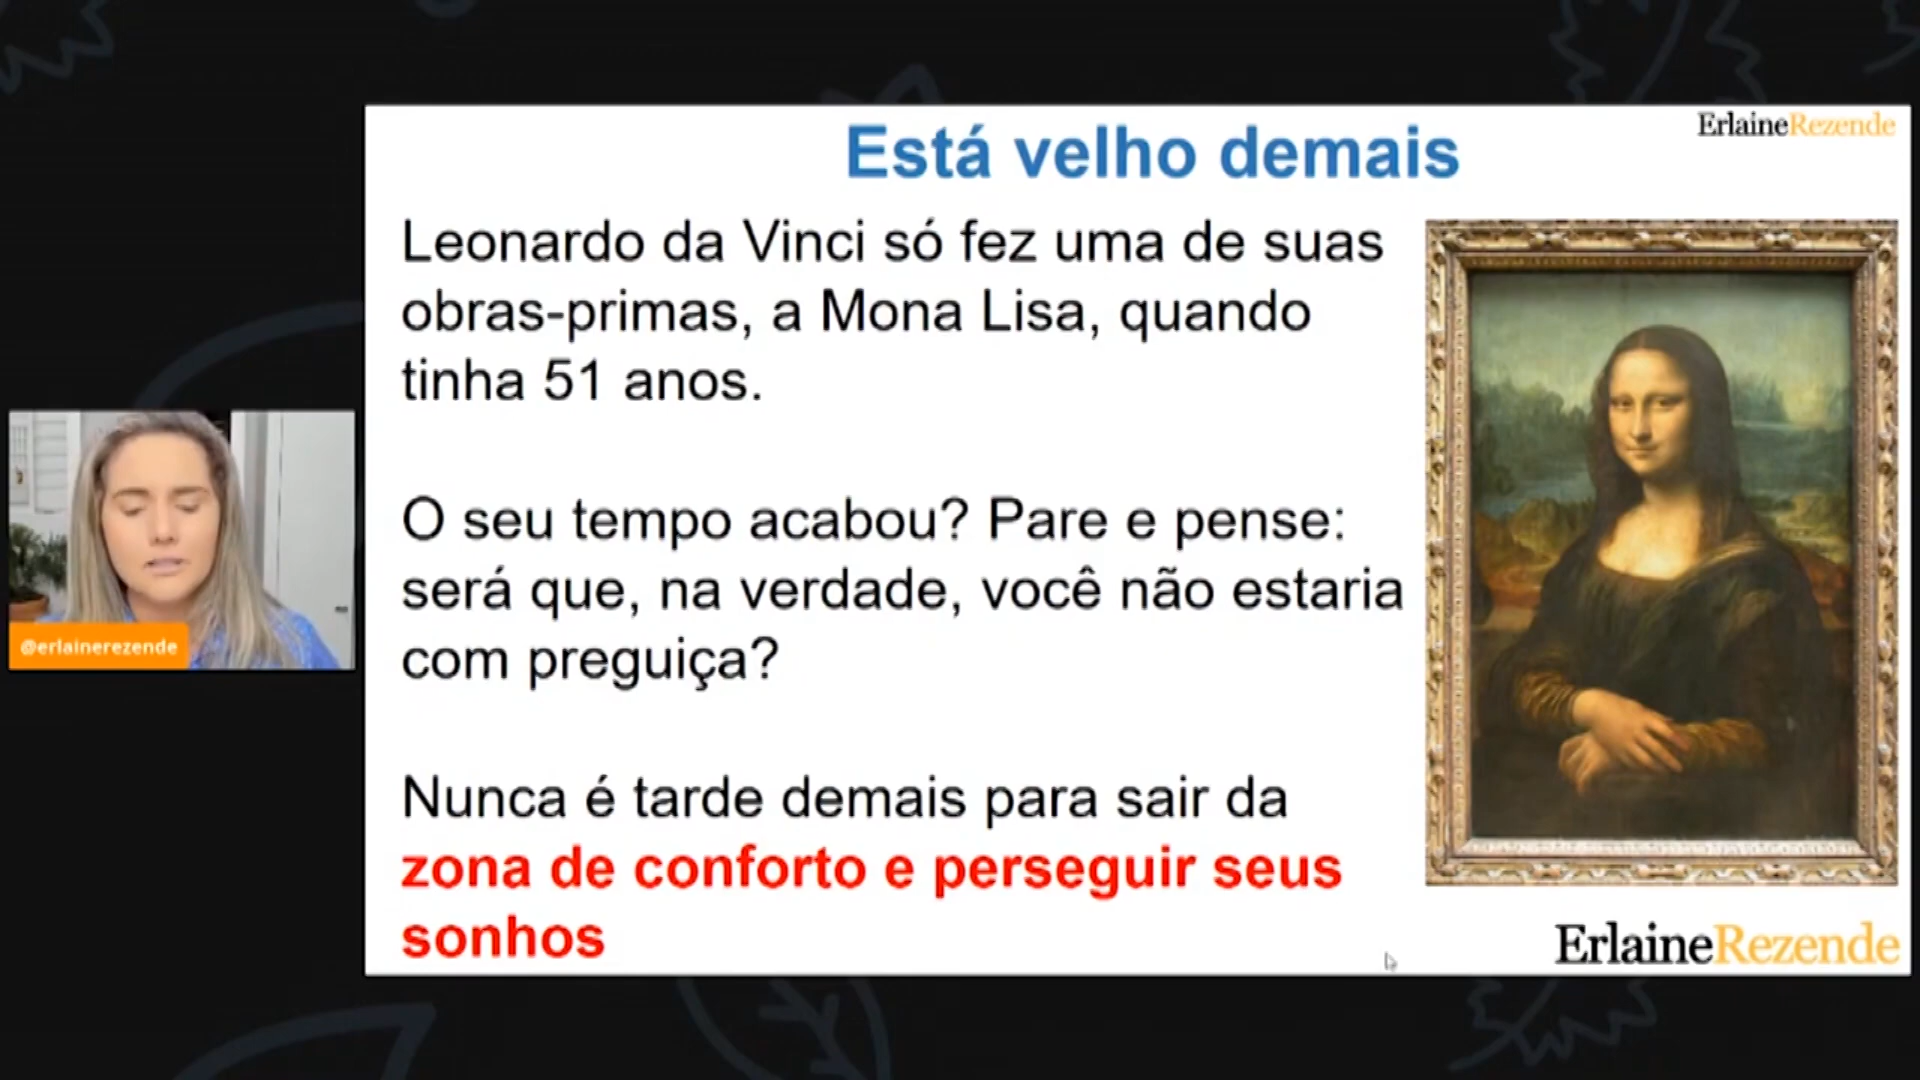 ErlaineRezende
Está velho demais
Leonardo da Vinci só fez uma de suas
obras-primas, a Mona Lisa, quando
tinha 51 anos.
O seu tempo acabou? Pare e pense:
será que, na verdade, você não estaria
com preguiça?
Nunca é tarde demais para sair da
zona de conforto e perseguir seus
sonhos
@erlainerezende
ErlaineRezende